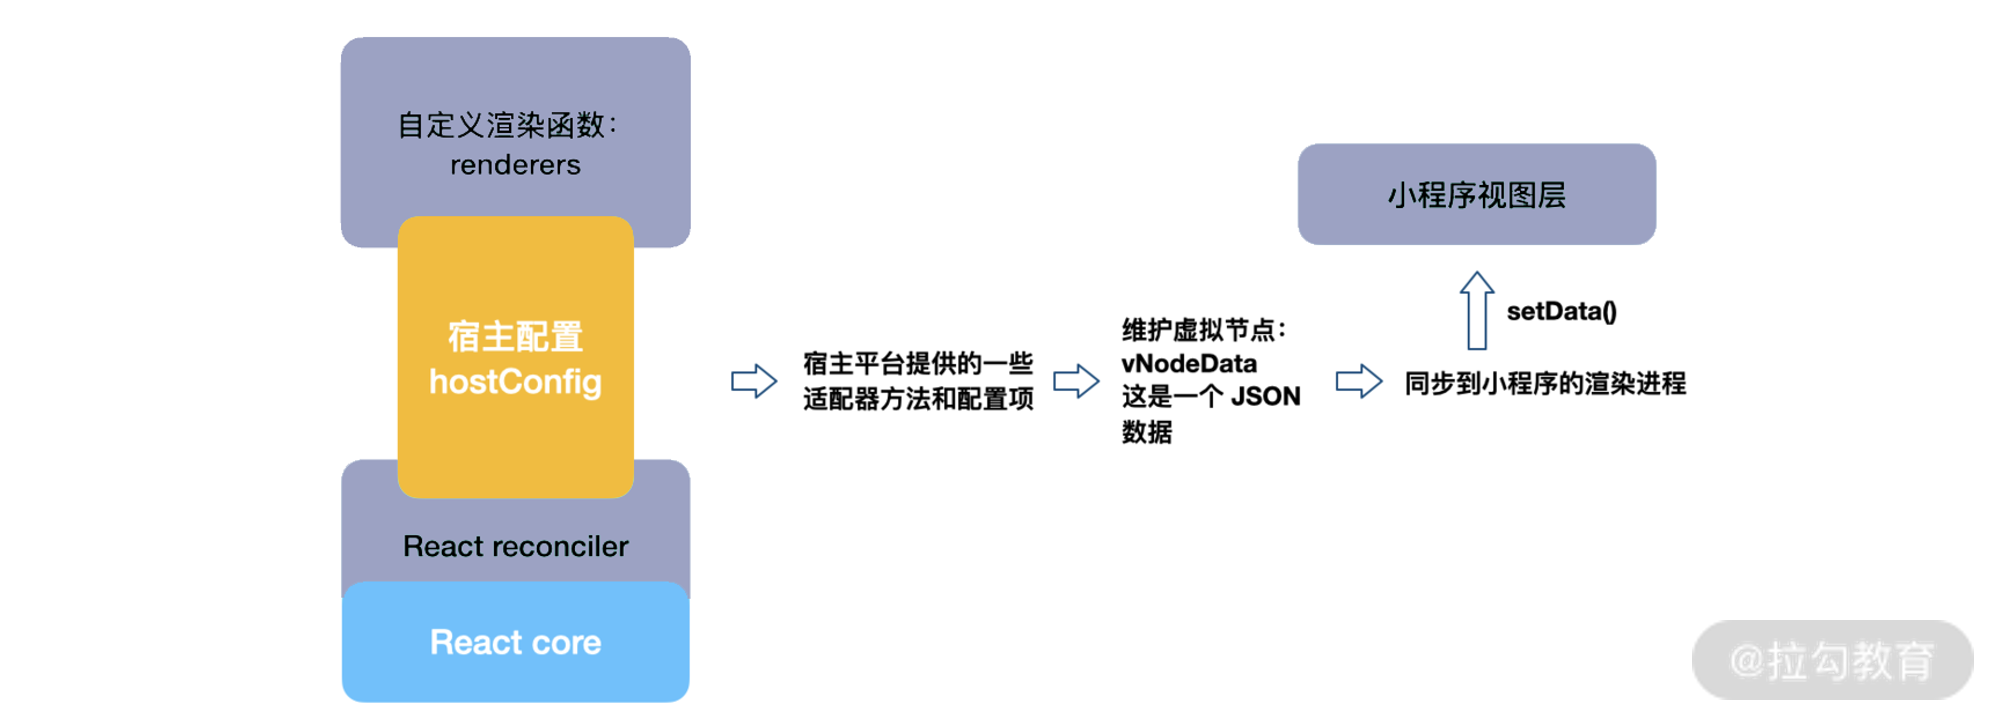 自定义渲染函数：
renderers
宿主配置
hostConfig
React reconciler
React core
宿主平台提供的一些
适配器方法和配置项
维护虚拟节点：
vNodeData
这是一个 JSON
数据
小程序视图层
setData()
同步到小程序的渲染进程
@拉勾教育